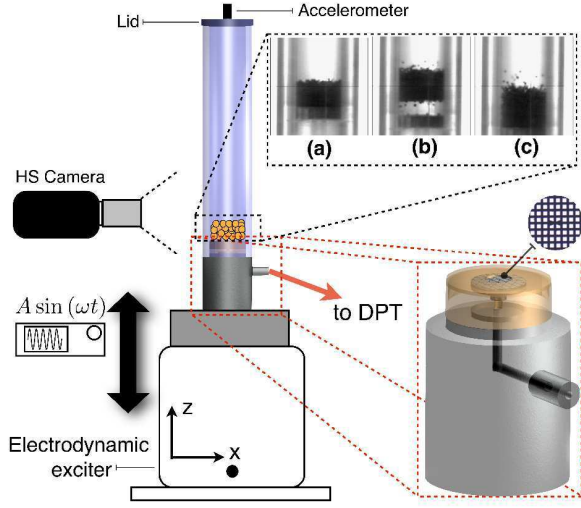 Accelerometer
Lid
(a)
(b)
(c)
HS Camera
A sin (ωt)
to DPT
z
x
Electrodynamic
exciter